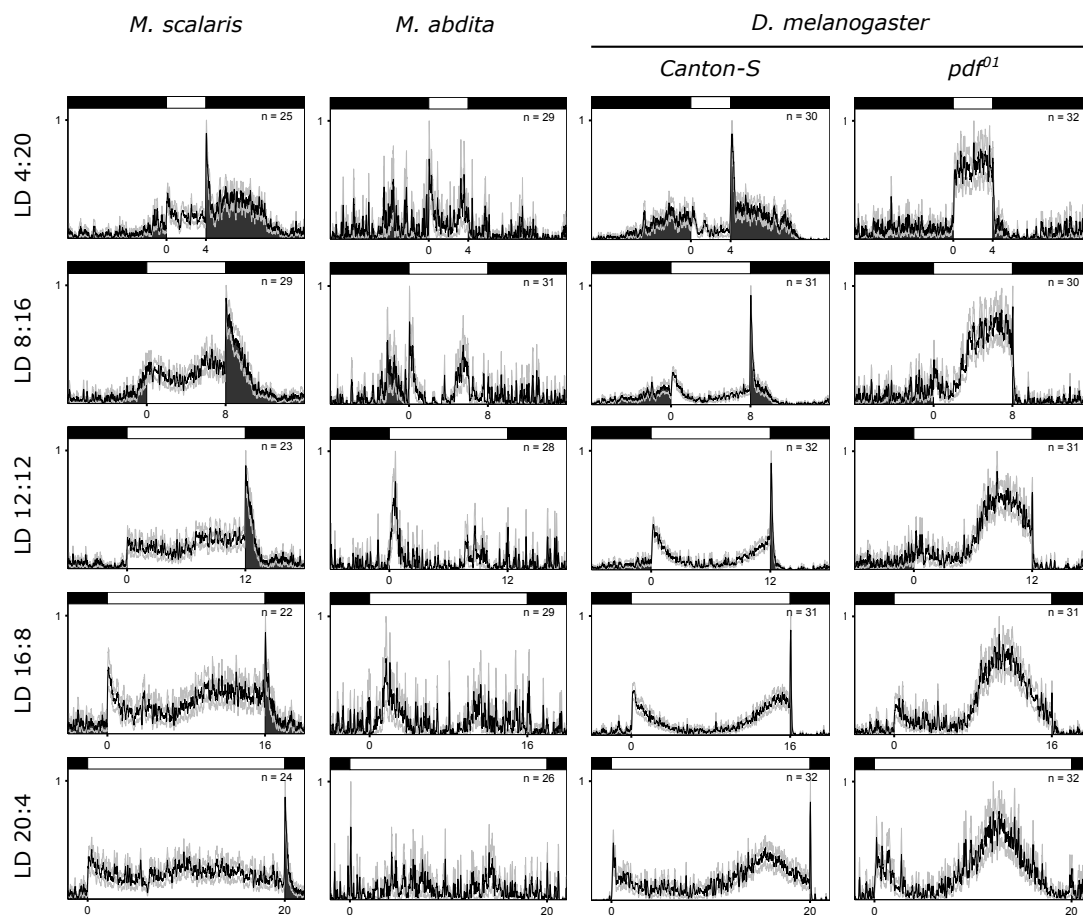 M. scalaris M. abdita D. melanogaster
Canton-S pdf01
LD 4:20
1 n = 25 n = 29 1 n = 30 1 n = 32
0 4 0 4 0 4 0 4
LD 8:16
1 n = 29 1 n = 31 1 n = 31 1 n = 30
0 8 0 8 0 8 0 8
LD 12:12
1 n = 23 1 n = 28 1 n = 32 1 n = 31
0 12 0 12 0 12 0 12
LD 16:8
1 n = 22 1 n = 29 1 n = 31 1 n = 31
0 16 0 16 0 16 0 16
LD 20:4
1 n = 24 1 n = 26 1 n = 32 1 n = 32
0 20 0 20 0 20 0 20